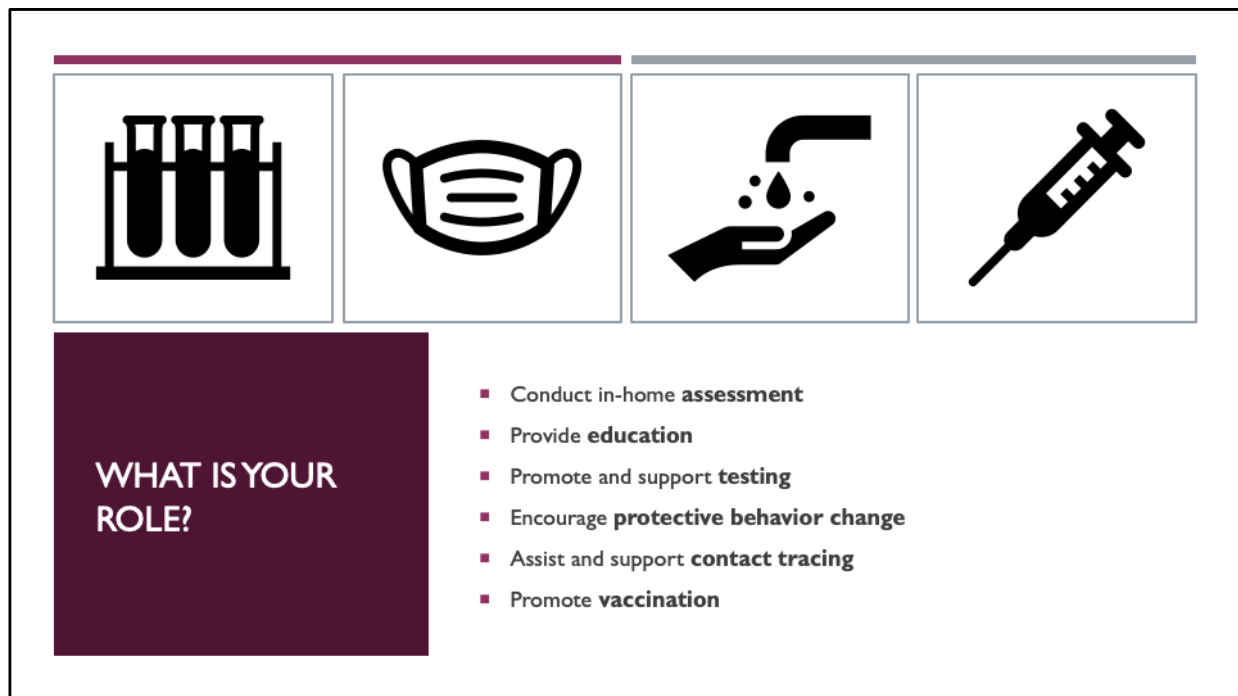 WHAT IS YOUR
ROLE?
Conduct in-home assessment
Provide education
Promote and support testing
Encourage protective behavior change
Assist and support contact tracing
Promote vaccination